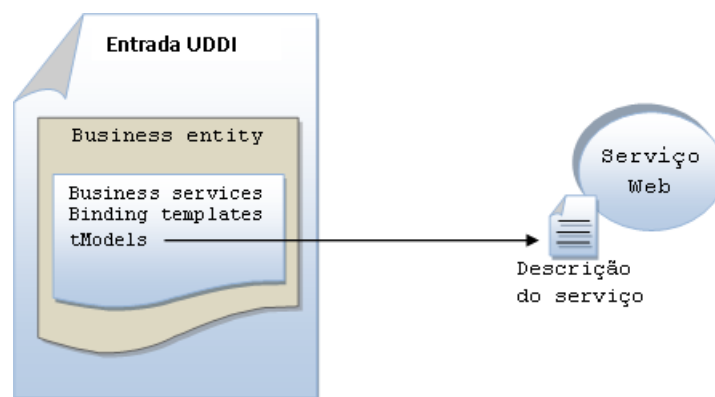 Entrada UDDI
Business entity
Business services
Binding templates
tModels
Serviço
Web
Descrição
do serviço